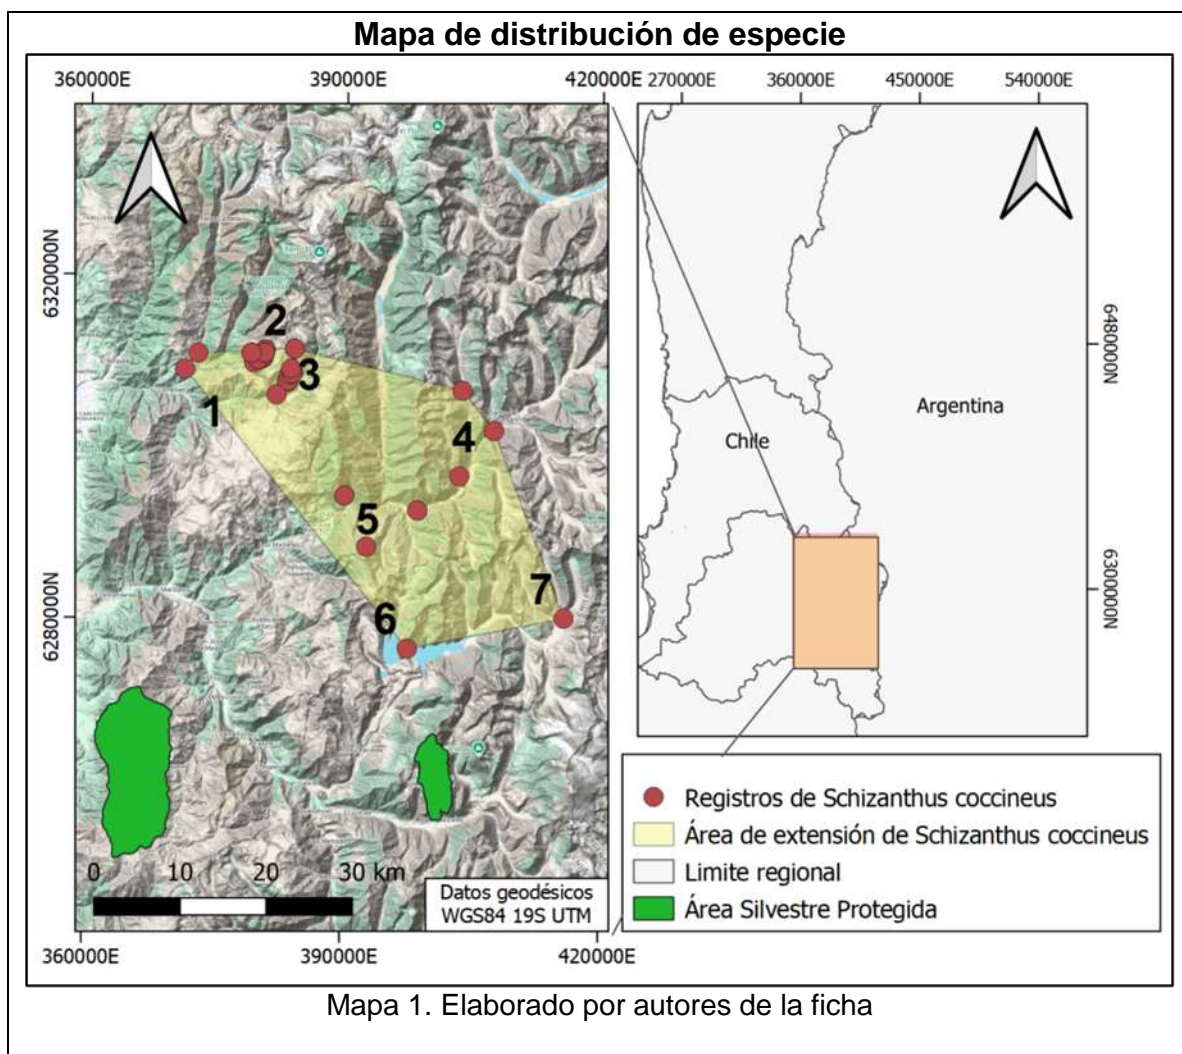 Mapa de distribución de especie
360000E
390000E
420000E
270000E
360000E
450000E
540000E
6320000N
6280000N
6480000N
6300000N
2
3
1
4
5
7
6
Argentina
Chile
0
10
20
30 km
Datos geodésicos
WGS84 19S UTM
360000E
390000E
420000E
Registros de Schizanthus coccineus
Área de extensión de Schizanthus coccineus
Limite regional
Área Silvestre Protegida
Mapa 1. Elaborado por autores de la ficha